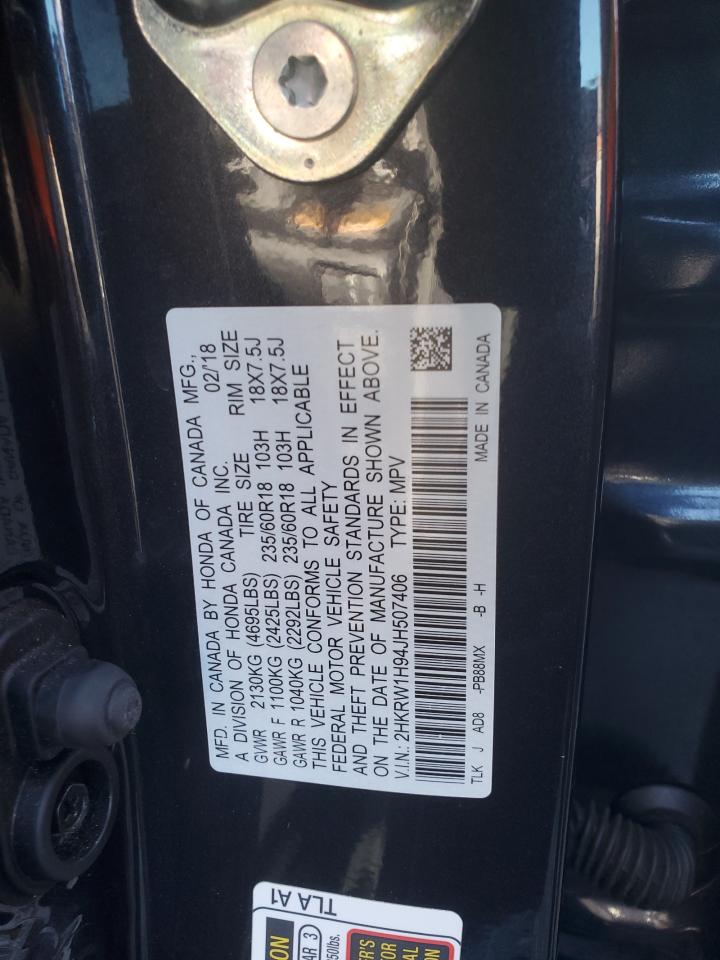 MFD. IN CANADA BY HONDA OF CANADA MFG.,
A DIVISION OF HONDA CANADA INC. 02/'18
GVWR 2130KG (4695LBS) TIRE SIZE RIM SIZE
GAWR F 1100KG (2425LBS) 235/60R18 103H 18X7.5J
GAWR R 1040KG (2292LBS) 235/60R18 103H 18X7.5J
THIS VEHICLE CONFORMS TO ALL APPLICABLE
FEDERAL MOTOR VEHICLE SAFETY
AND THEFT PREVENTION STANDARDS IN EFFECT
ON THE DATE OF MANUFACTURE SHOWN ABOVE.
V.I.N.: 2HKRW1H94JH507406 TYPE: MPV
TLK J AD8 -PB88MX -B -H MADE IN CANADA
TLA A1